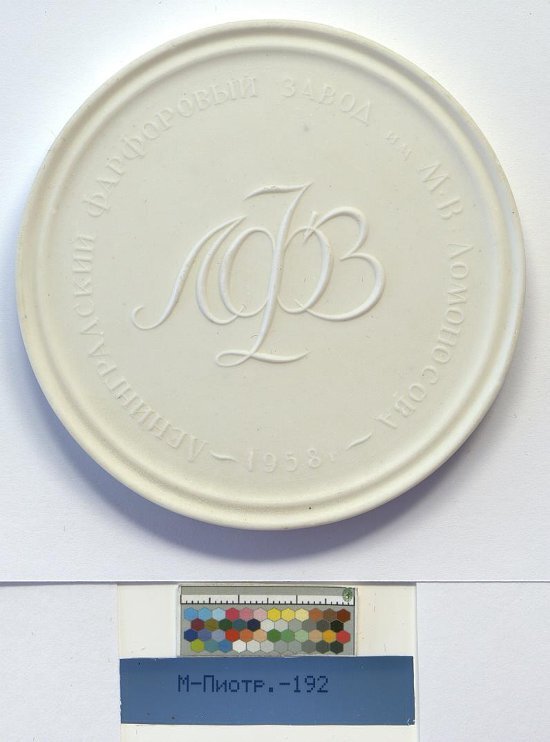 ЛЕНИНГРАДСКИЙ ФАРФОРОВЫЙ ЗАВОД им М.В ЛОМОНОСОВА
ЛФЗ
– 1958 г –
М-Пиотр.-192